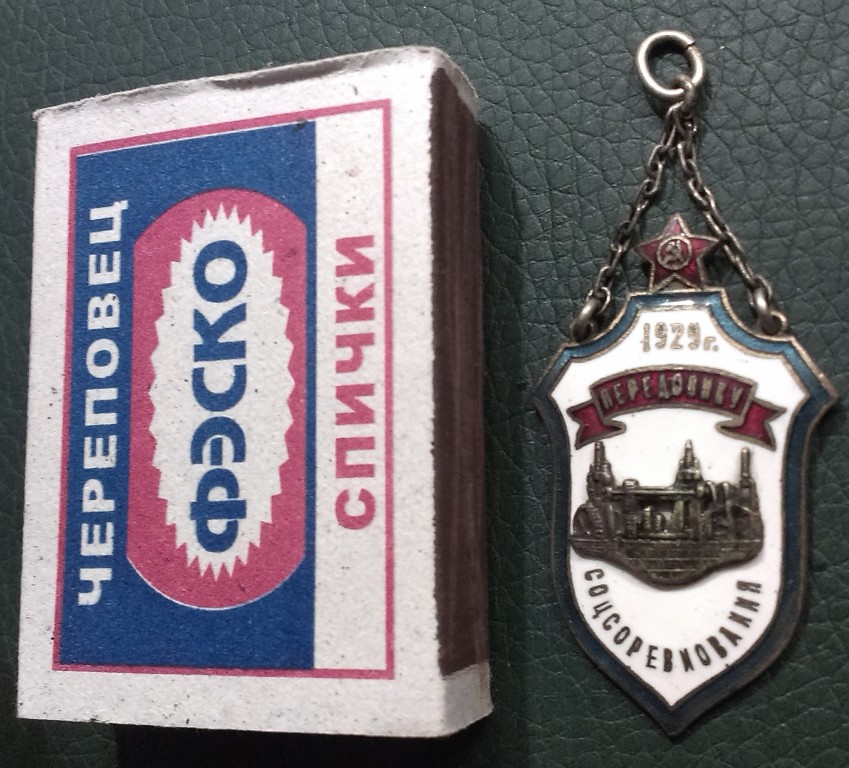 ЧЕРЕПОВЕЦ
ФЭСКО
СПИЧКИ
1929г.
ПЕРЕДОВИКУ
СОЦСОРЕВНОВАНИЯ